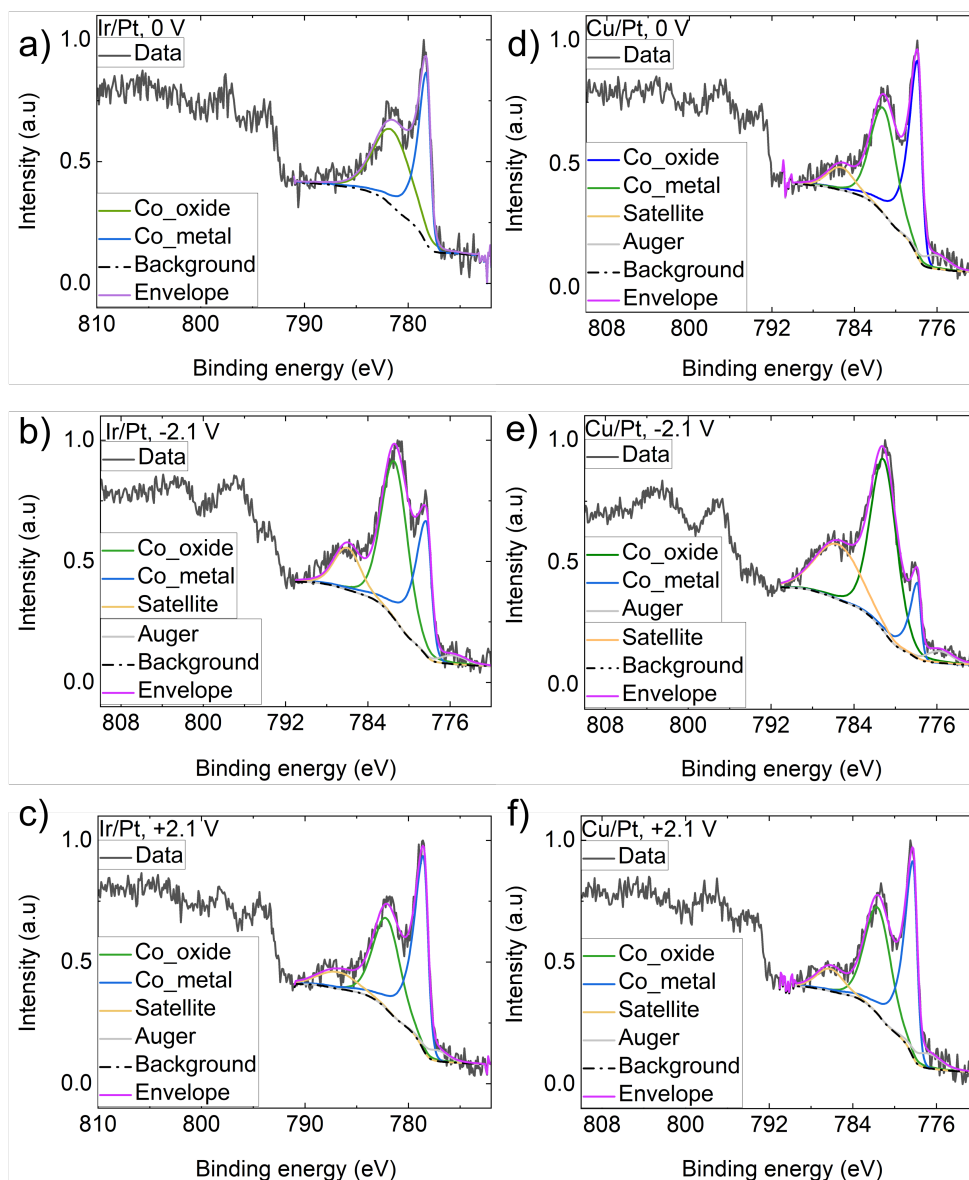 a)
Ir/Pt, 0 V
Data
Co_oxide
Co_metal
Background
Envelope
1.0
0.5
0.0
Intensity (a.u)
810 800 790 780
Binding energy (eV)
d)
Cu/Pt, 0 V
Data
Co_oxide
Co_metal
Satellite
Auger
Background
Envelope
1.0
0.5
0.0
Intensity (a.u)
808 800 792 784 776
Binding energy (eV)
b)
Ir/Pt, -2.1 V
Data
Co_oxide
Co_metal
Satellite
Auger
Background
Envelope
1.0
0.5
0.0
Intensity (a.u)
808 800 792 784 776
Binding energy (eV)
e)
Cu/Pt, -2.1 V
Data
Co_oxide
Co_metal
Auger
Satellite
Background
Envelope
1.0
0.5
0.0
Intensity (a.u)
808 800 792 784 776
Binding energy (eV)
c)
Ir/Pt, +2.1 V
Data
Co_oxide
Co_metal
Satellite
Auger
Background
Envelope
1.0
0.5
0.0
Intensity (a.u)
810 800 790 780
Binding energy (eV)
f)
Cu/Pt, +2.1 V
Data
Co_oxide
Co_metal
Satellite
Auger
Background
Envelope
1.0
0.5
0.0
Intensity (a.u)
808 800 792 784 776
Binding energy (eV)